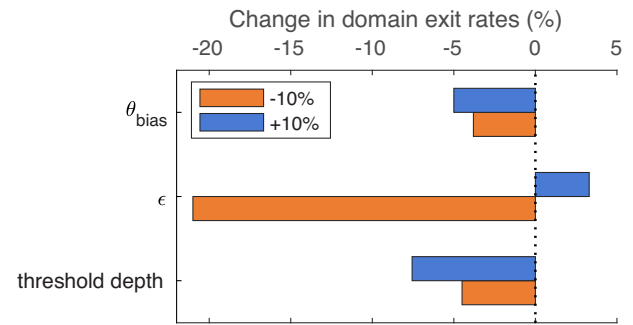 Change in domain exit rates (%)
-20 -15 -10 -5 0 5
-10%
+10%
θbias
ϵ
threshold depth